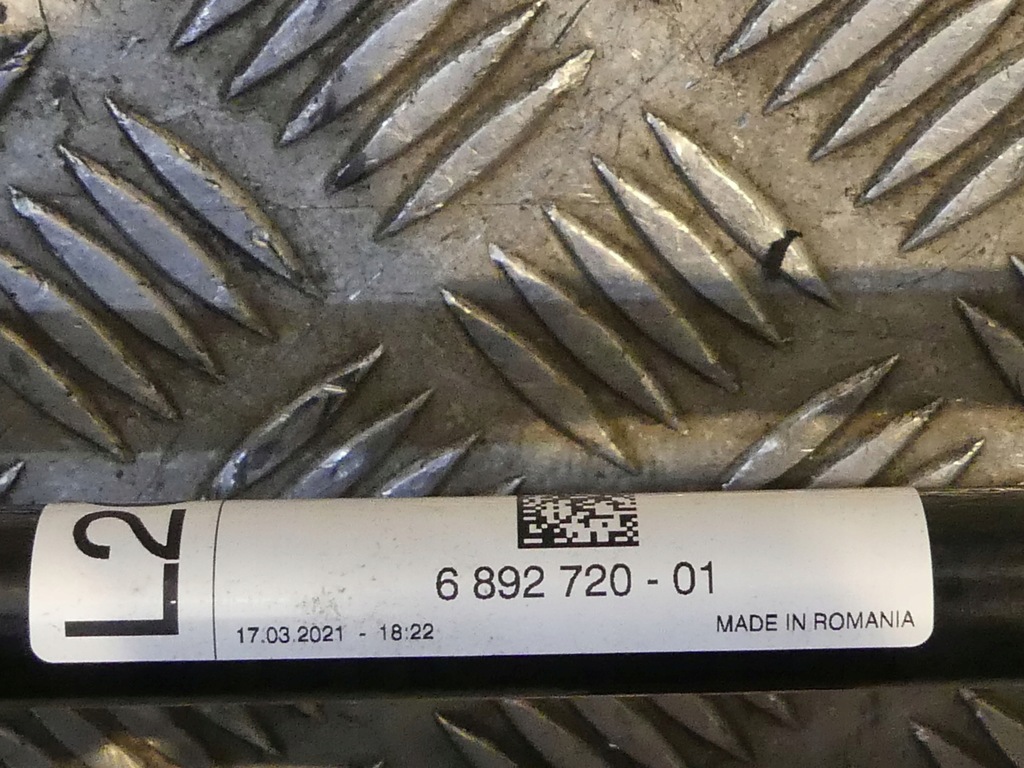 L2
6 892 720 - 01
17.03.2021 - 18:22
MADE IN ROMANIA